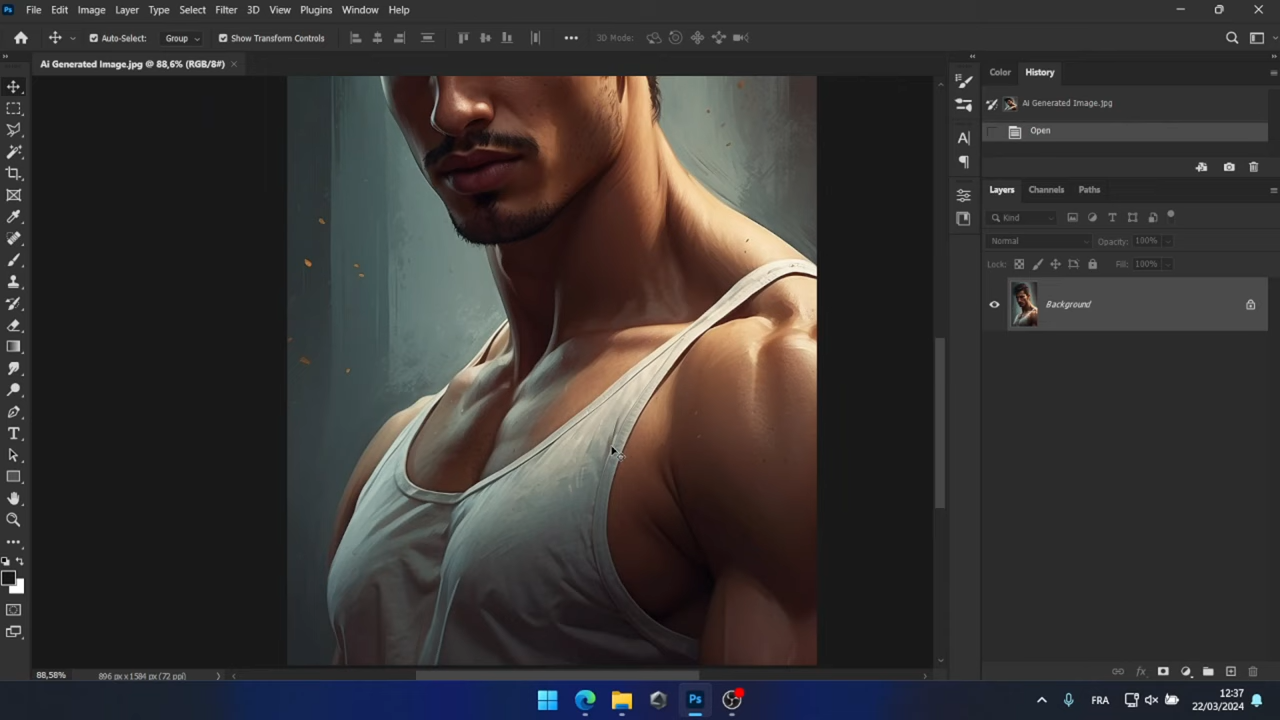 Ps File Edit Image Layer Type Select Filter 3D View Plugins Window Help
Auto-Select: Group Show Transform Controls 3D Mode:
Ai Generated Image.jpg @ 88,6% (RGB/8#) ×
Color History
Ai Generated Image.jpg
Open
Layers Channels Paths
Kind
Normal Opacity: 100%
Lock: Fill: 100%
Background
88,58% 896 px x 1584 px (72 ppi)
Ps FRA 12:37
22/03/2024